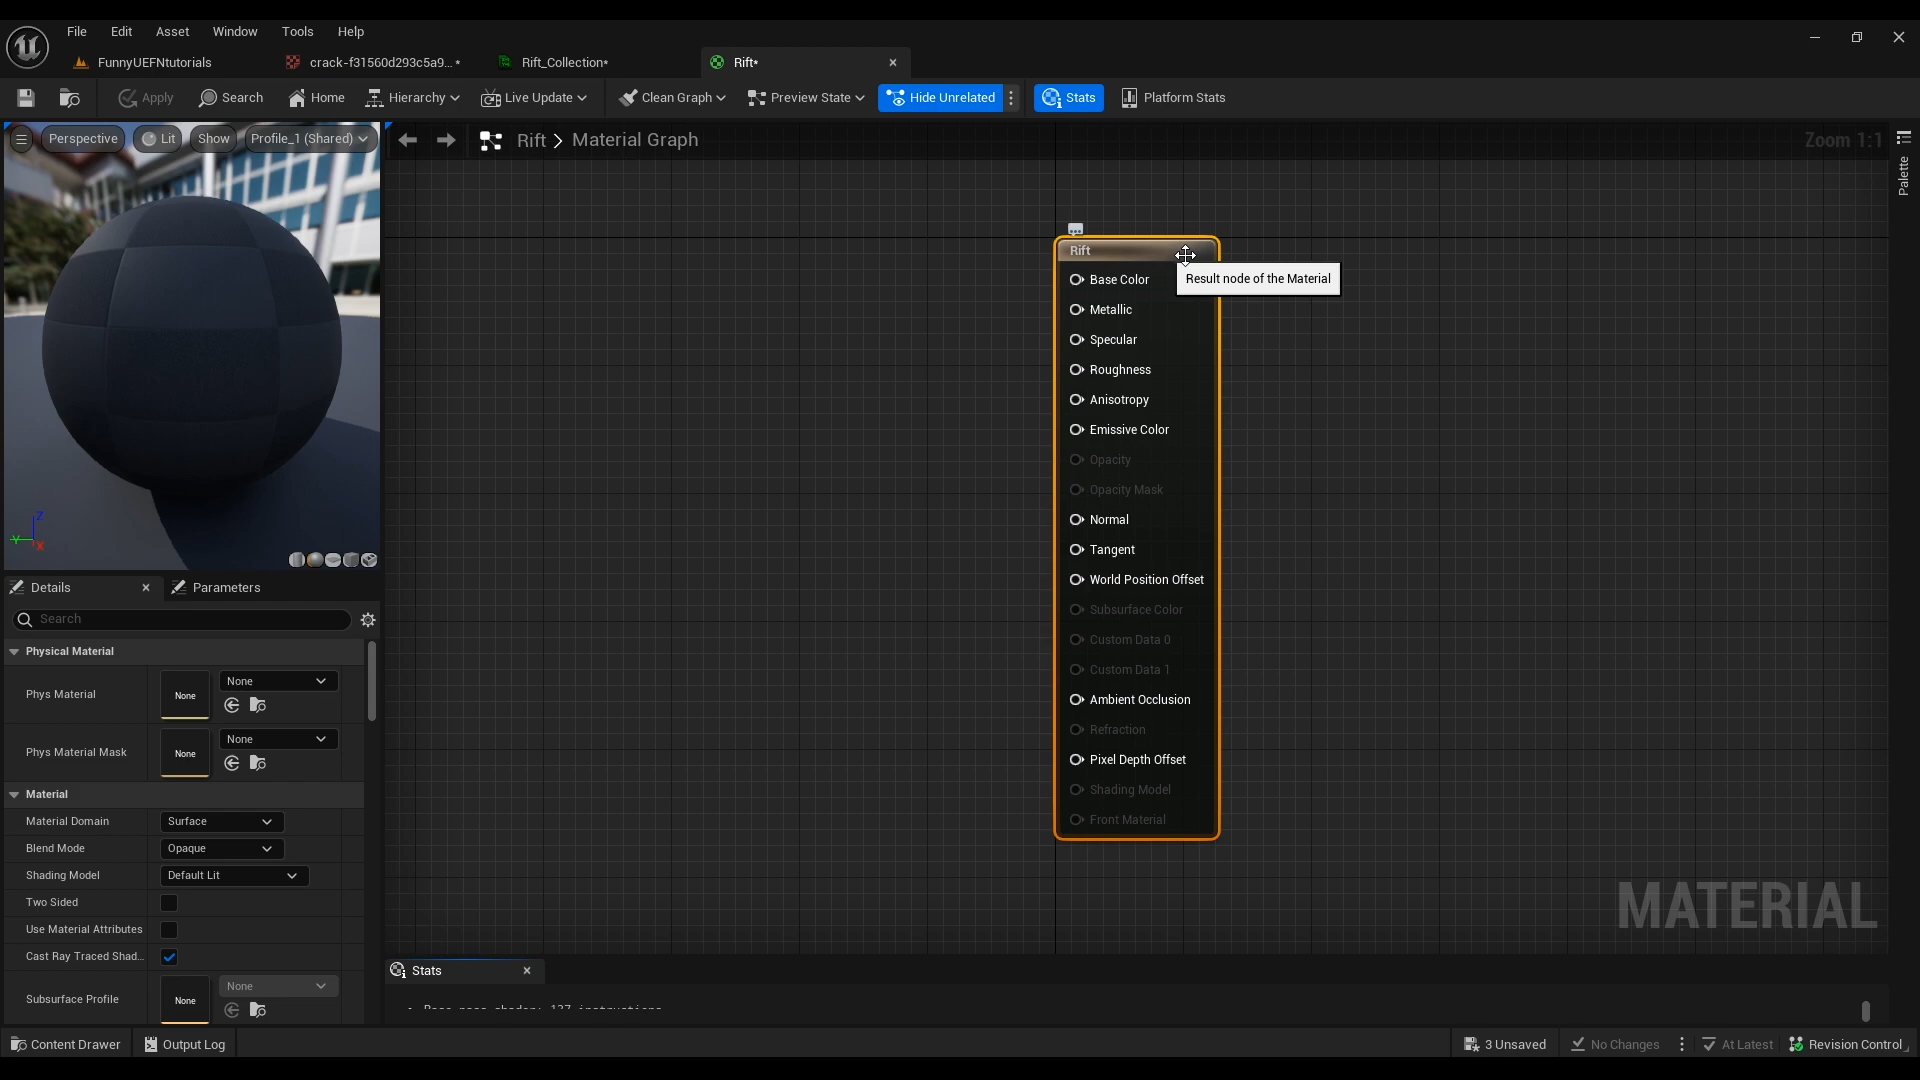 File Edit Asset Window Tools Help
FunnyUEFNtutorials crack-f31560d293c5a9...* Rift_Collection* Rift*
Apply Search Home Hierarchy Live Update Clean Graph Preview State Hide Unrelated Stats Platform Stats
Perspective Lit Show Profile_1 (Shared)
Rift > Material Graph
Zoom 1:1
Palette
Rift
Result node of the Material
Base Color
Metallic
Specular
Roughness
Anisotropy
Emissive Color
Opacity
Opacity Mask
Normal
Tangent
World Position Offset
Subsurface Color
Custom Data 0
Custom Data 1
Ambient Occlusion
Refraction
Pixel Depth Offset
Shading Model
Front Material
MATERIAL
Z
Y
X
Details Parameters
Search
Physical Material
Phys Material None None
Phys Material Mask None None
Material
Material Domain Surface
Blend Mode Opaque
Shading Model Default Lit
Two Sided
Use Material Attributes
Cast Ray Traced Shad...
Subsurface Profile None None
Stats
Base pass shader: 137 instructions
Content Drawer Output Log 3 Unsaved No Changes At Latest Revision Control